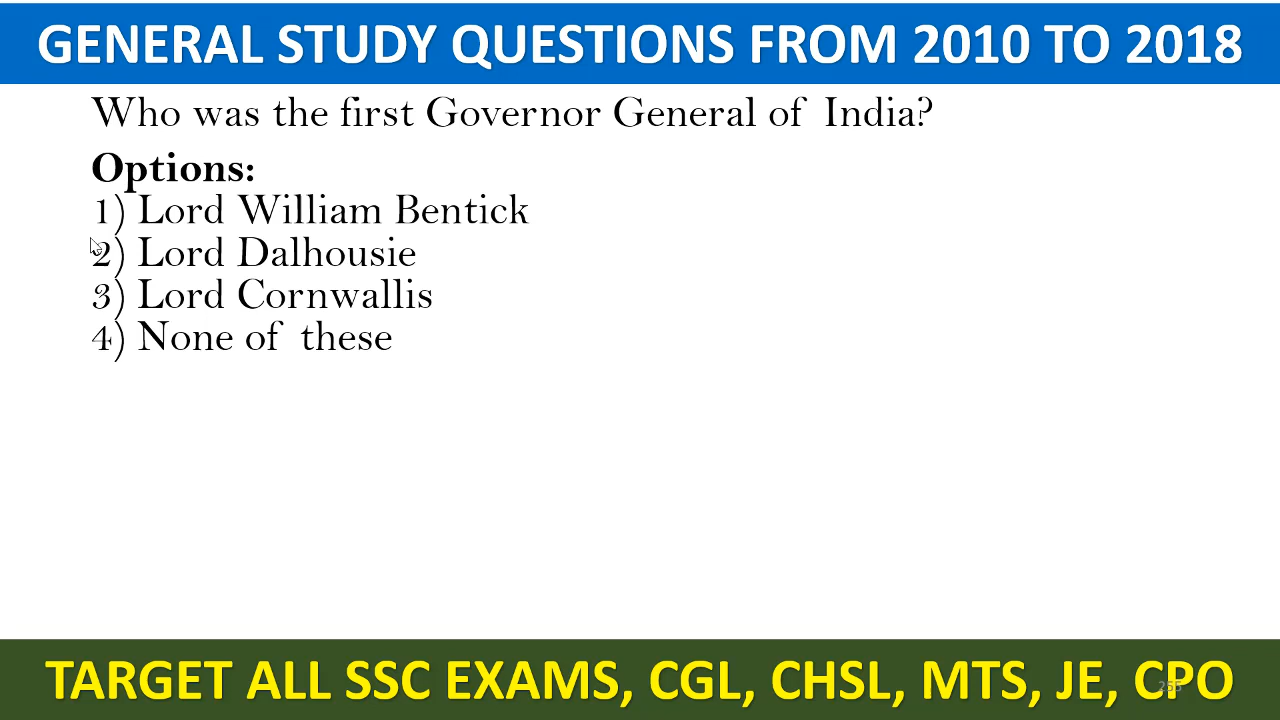 GENERAL STUDY QUESTIONS FROM 2010 TO 2018
Who was the first Governor General of India?
Options:
1) Lord William Bentick
2) Lord Dalhousie
3) Lord Cornwallis
4) None of these
TARGET ALL SSC EXAMS, CGL, CHSL, MTS, JE, CPO